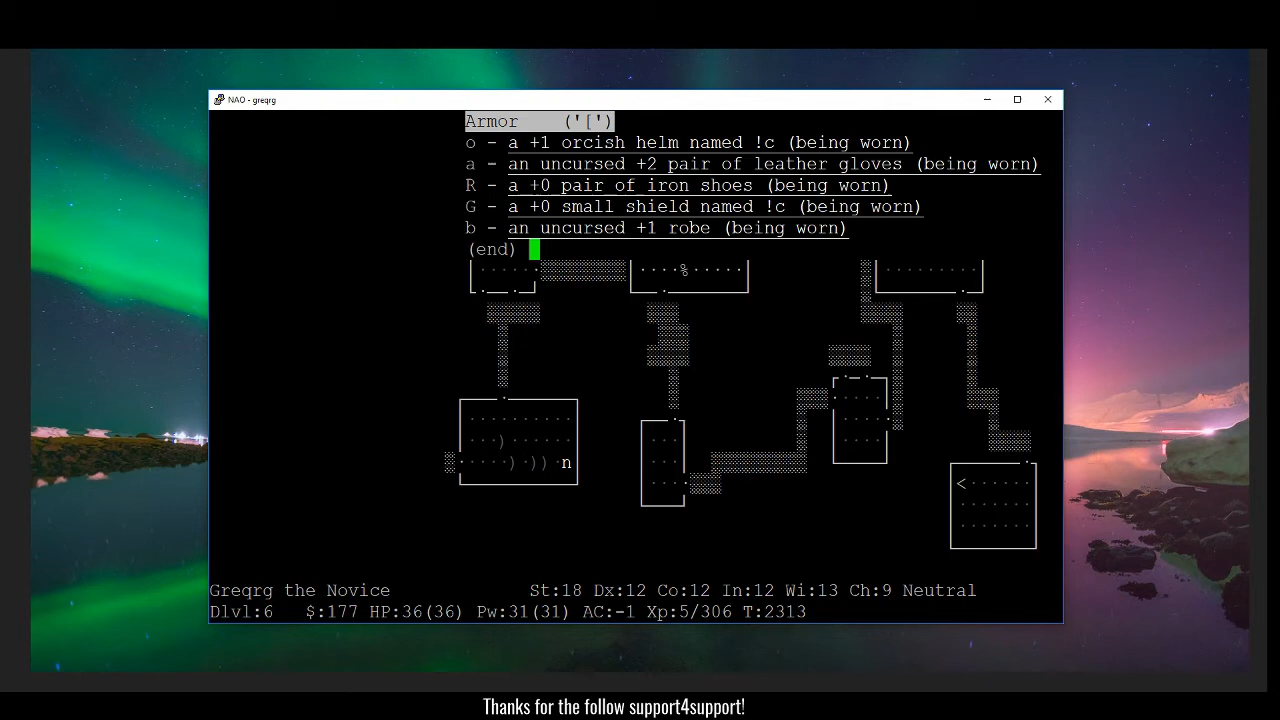 NAO - greqrg
Armor ('[')
o - a +1 orcish helm named !c (being worn)
a - an uncursed +2 pair of leather gloves (being worn)
R - a +0 pair of iron shoes (being worn)
G - a +0 small shield named !c (being worn)
b - an uncursed +1 robe (being worn)
(end)
%
)
) )) n
<
Greqrg the Novice St:18 Dx:12 Co:12 In:12 Wi:13 Ch:9 Neutral
Dlvl:6 $:177 HP:36(36) Pw:31(31) AC:-1 Xp:5/306 T:2313
Thanks for the follow support4support!